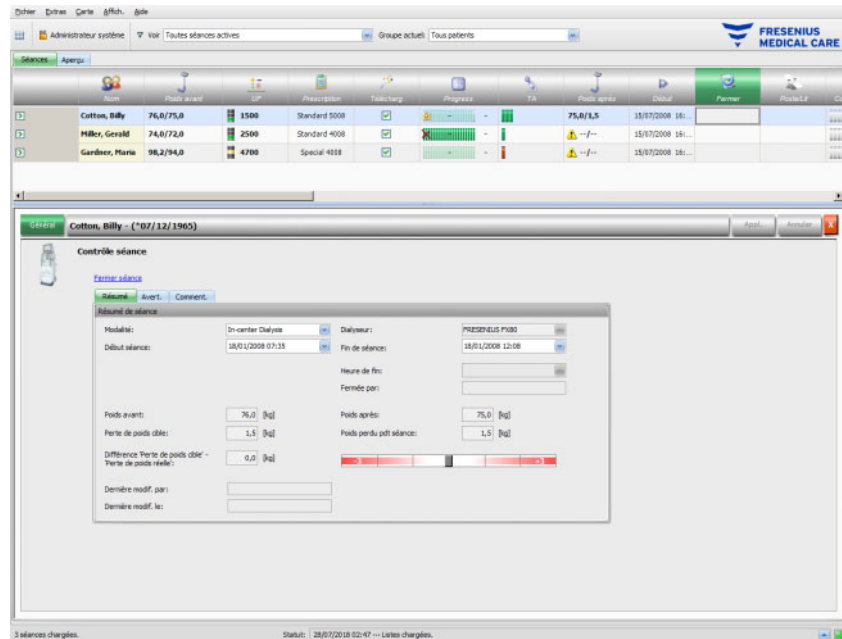 Fichier Extras Carte Affich. Aide
Administrateur système Voir Toutes séances actives Groupe actuel: Tous patients
FRESENIUS
MEDICAL CARE
Séances Aperçu
Nom Poids avant UF Prescription Télécharg Progress TA Poids après Début Fermer Poste/Lit
Cotton, Billy 76,0/75,0 1500 Standard 5008 - - 75,0/1,5 15/07/2008 16:...
Miller, Gerald 74,0/72,0 2500 Standard 4008 - --/-- 15/07/2008 16:...
Gardner, Maria 98,2/94,0 4700 Special 4008 - - --/-- 15/07/2008 16:...
Général Cotton, Billy - (*07/12/1965) Appl. Annuler X
Contrôle séance
Fermer séance
Résumé Avert. Comment.
Résumé de séance
Modalité: In-center Dialysis Dialyseur: FRESENIUS FX80
Début séance: 18/01/2008 07:35 Fin de séance: 18/01/2008 12:08
Heure de fin:
Fermée par:
Poids avant: 76,0 [kg] Poids après: 75,0 [kg]
Perte de poids cible: 1,5 [kg] Poids perdu pdt séance: 1,5 [kg]
Différence 'Perte de poids cible' - 0,0 [kg]
'Perte de poids réelle':
Dernière modif. par:
Dernière modif. le:
3 séances chargées. Statut: 28/07/2018 02:47 --- Listes chargées.